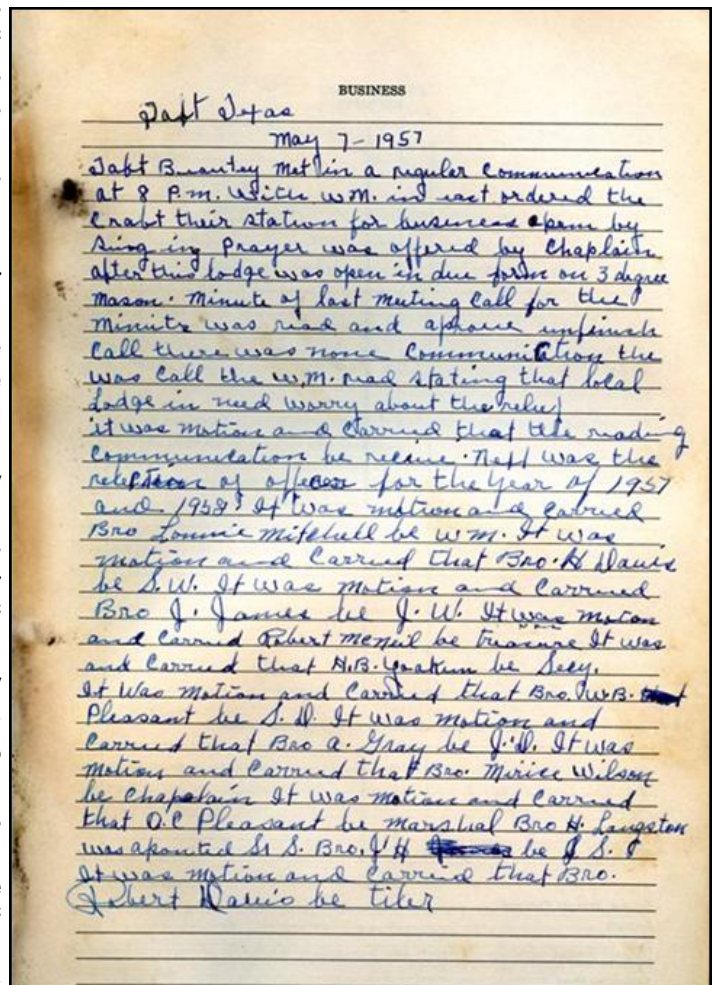 BUSINESS
Taft Texas
May 7-1957
Taft Brantley Met in a regular Communication
at 8 P.m. With W.M. in east ordered the
Craft their station for business open by
Sing in Prayer was offered by Chaplain
after this lodge was open in due form on 3 degree
Mason. Minute of last meeting Call for the
Minute was read and aprove unfinish
Call there was none Communication the
was Call the W.M. read stating that local
Lodge in need worry about the relief
it was motion and Carried that the reading
Communication be receive. Neft was the
of officer for the year of 1957
and 1958 It was motion and carried
Bro Lonnie Mitchell be W.M. It was
motion and Carried that Bro. H Davis
be S.W. It was motion and Carried
Bro J. James be J.W. It was moton
and Carried Robert McNeil be treasure It was
and Carried that H.B. Yoakum be Secy.
It Was Motion and Carried that Bro. W.B.
Pleasant be S.D. It was motion and
Carried that Bro A. Gray be J.D. It was
Motion and Carried that Bro. Wilson
be Chaplain It was motion and Carried
that O.C Pleasant be marshal Bro H. Langston
was aponted Sr S. Bro. J H be J. S.
It was motion and Carried that Bro.
Robert Davis be tiler